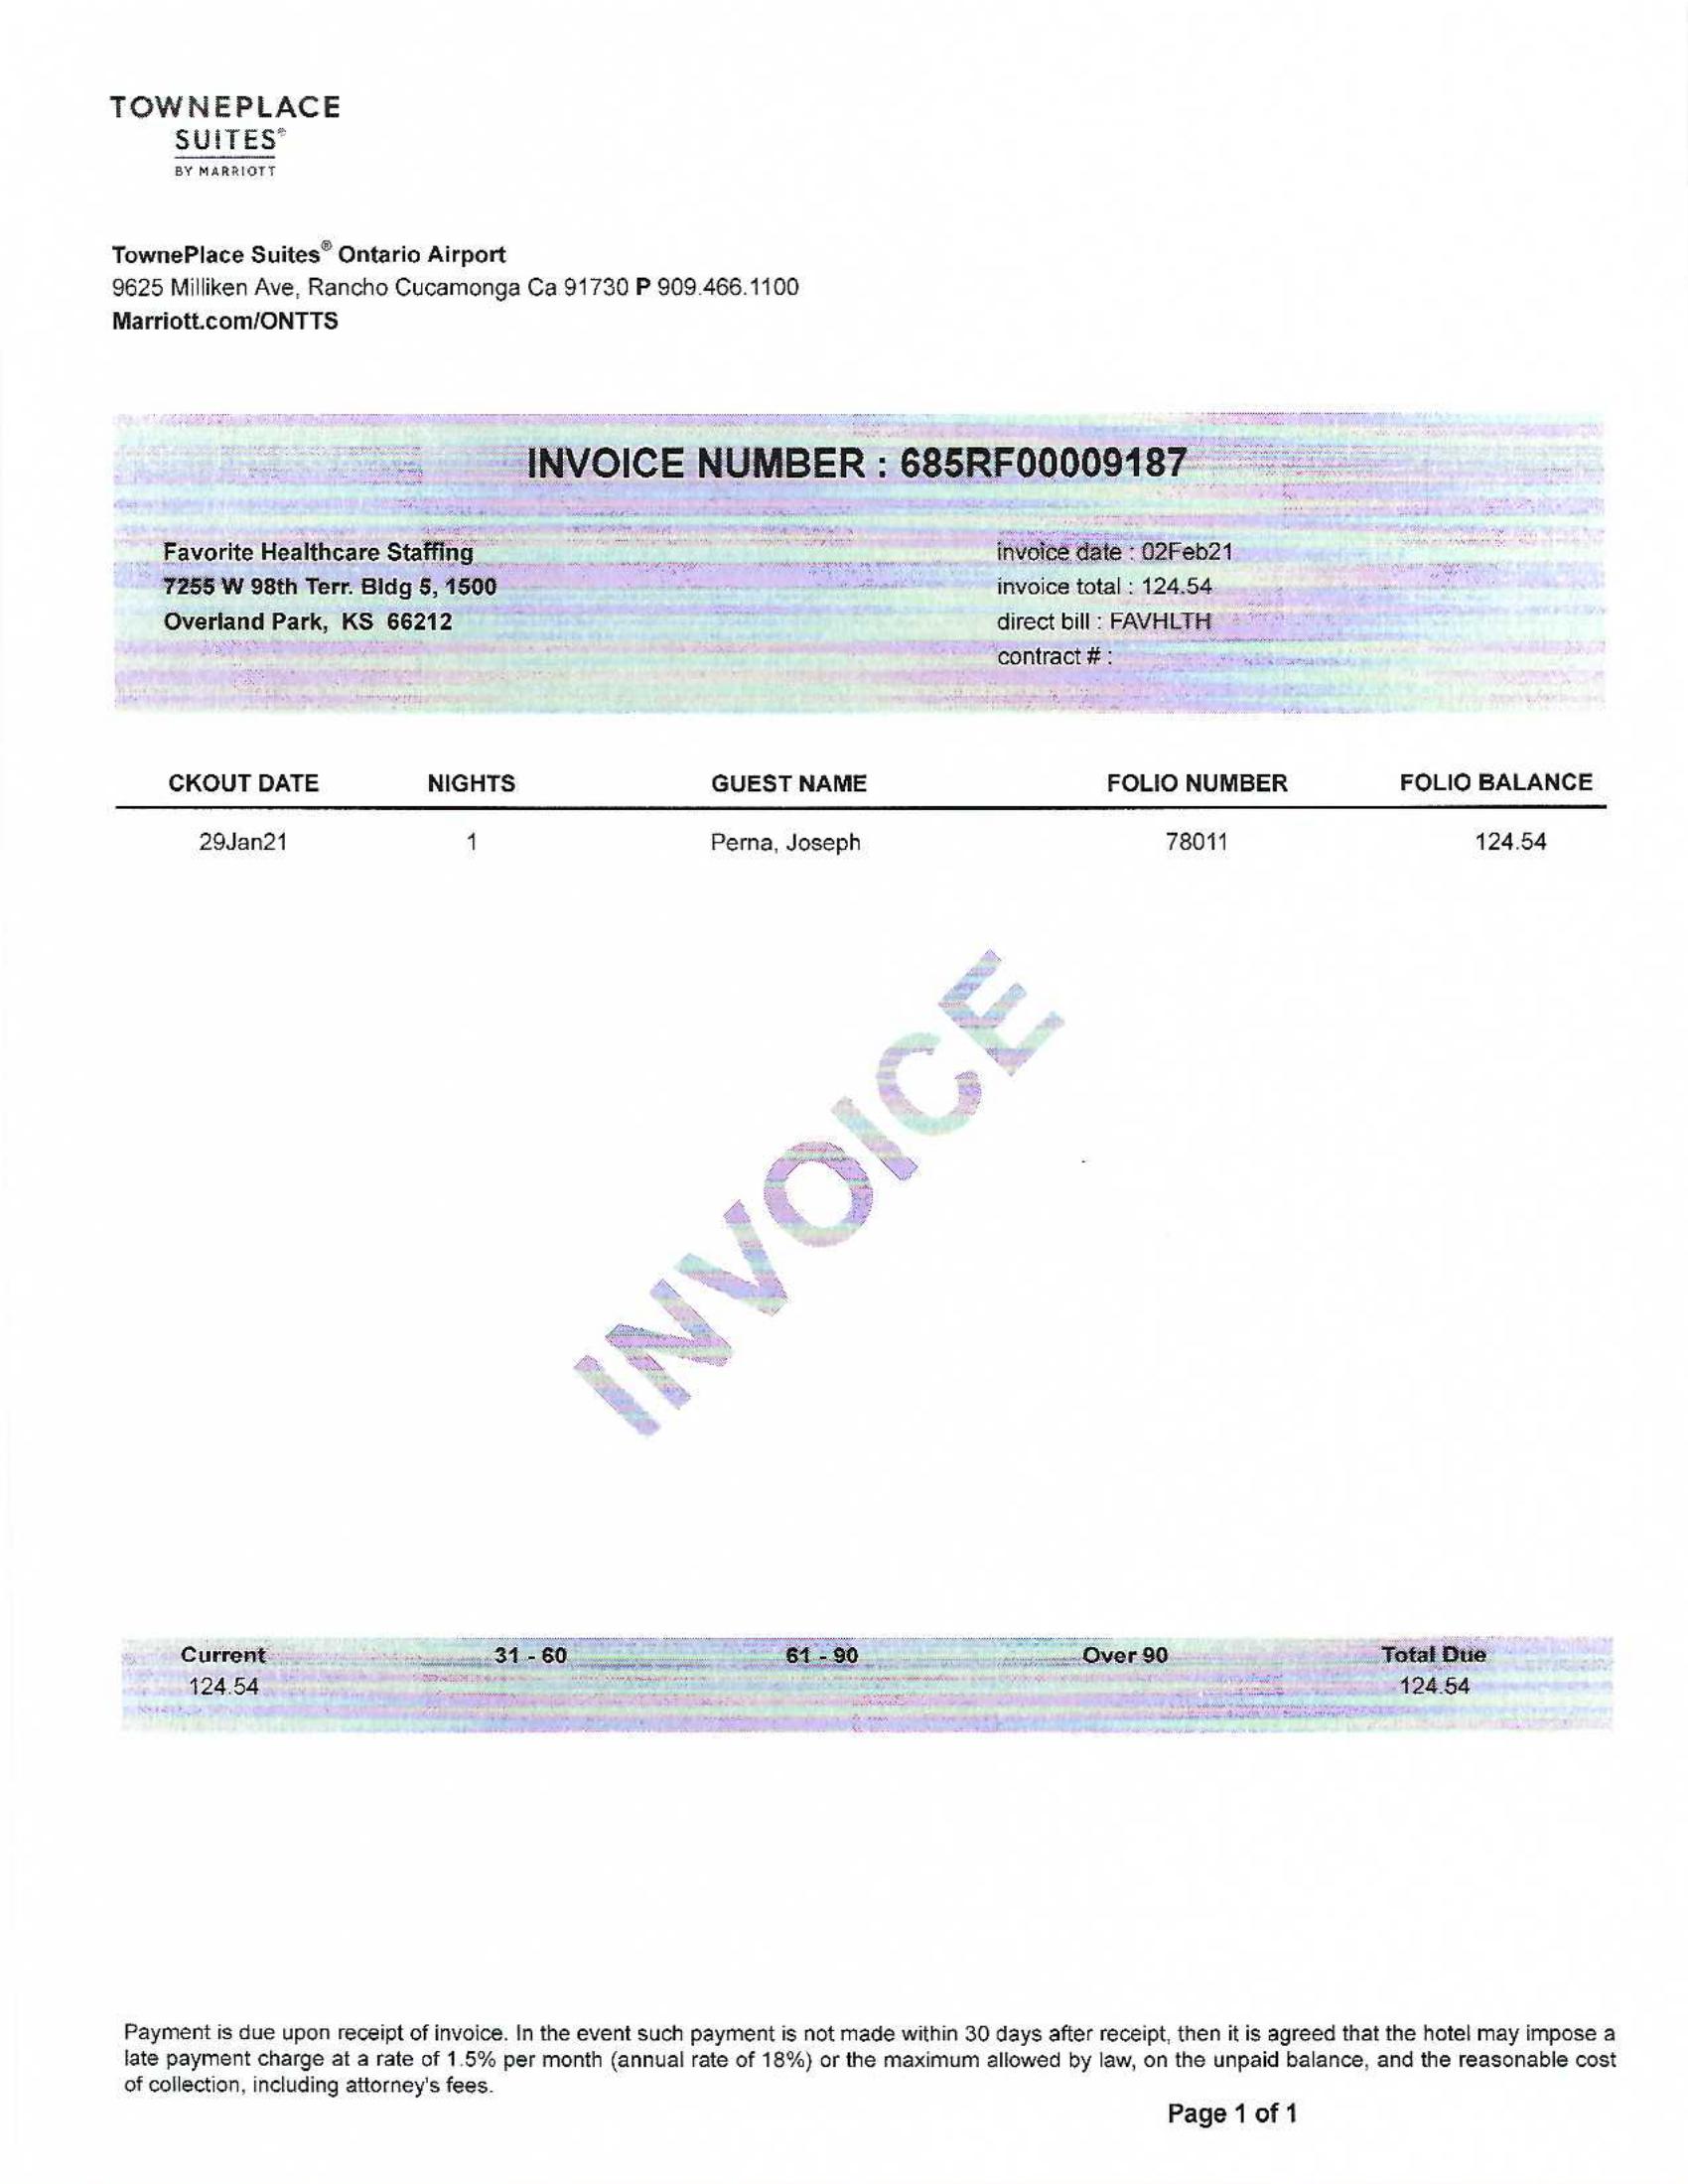 TOWNEPLACE
SUITES®
BY MARRIOTT
TownePlace Suites® Ontario Airport
9625 Milliken Ave, Rancho Cucamonga Ca 91730 P 909.466.1100
Marriott.com/ONTTS
INVOICE NUMBER : 685RF00009187
Favorite Healthcare Staffing
7255 W 98th Terr. Bldg 5, 1500
Overland Park, KS 66212
invoice date : 02Feb21
invoice total : 124.54
direct bill : FAVHLTH
contract # :
CKOUT DATE NIGHTS GUEST NAME FOLIO NUMBER FOLIO BALANCE
29Jan21 1 Perna, Joseph 78011 124.54
INVOICE
Current 31 - 60 61 - 90 Over 90 Total Due
124.54 124.54
Payment is due upon receipt of invoice. In the event such payment is not made within 30 days after receipt, then it is agreed that the hotel may impose a
late payment charge at a rate of 1.5% per month (annual rate of 18%) or the maximum allowed by law, on the unpaid balance, and the reasonable cost
of collection, including attorney's fees.
Page 1 of 1